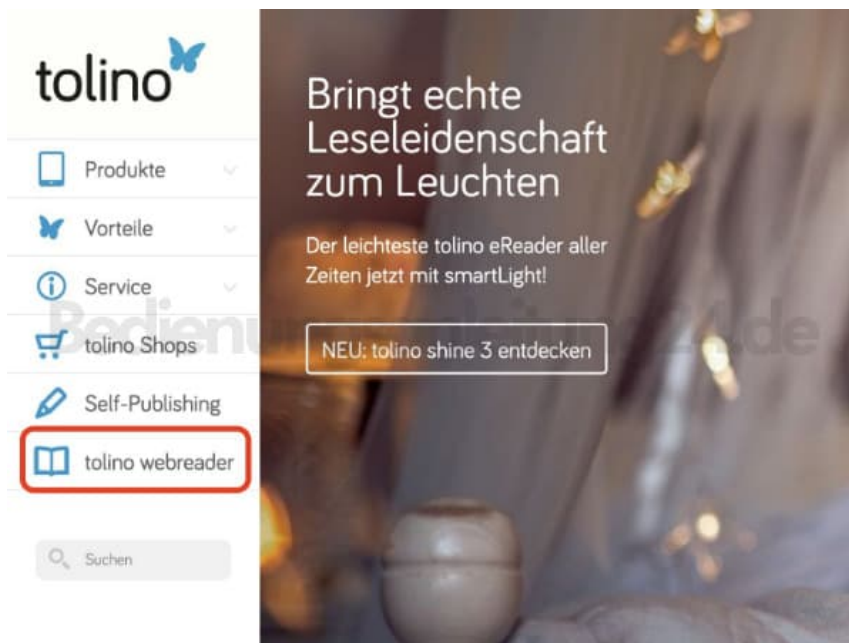 tolino
Produkte
Vorteile
Service
tolino Shops
Self-Publishing
tolino webreader
Suchen
Bringt echte
Leseleidenschaft
zum Leuchten
Der leichteste tolino eReader aller
Zeiten jetzt mit smartLight!
NEU: tolino shine 3 entdecken